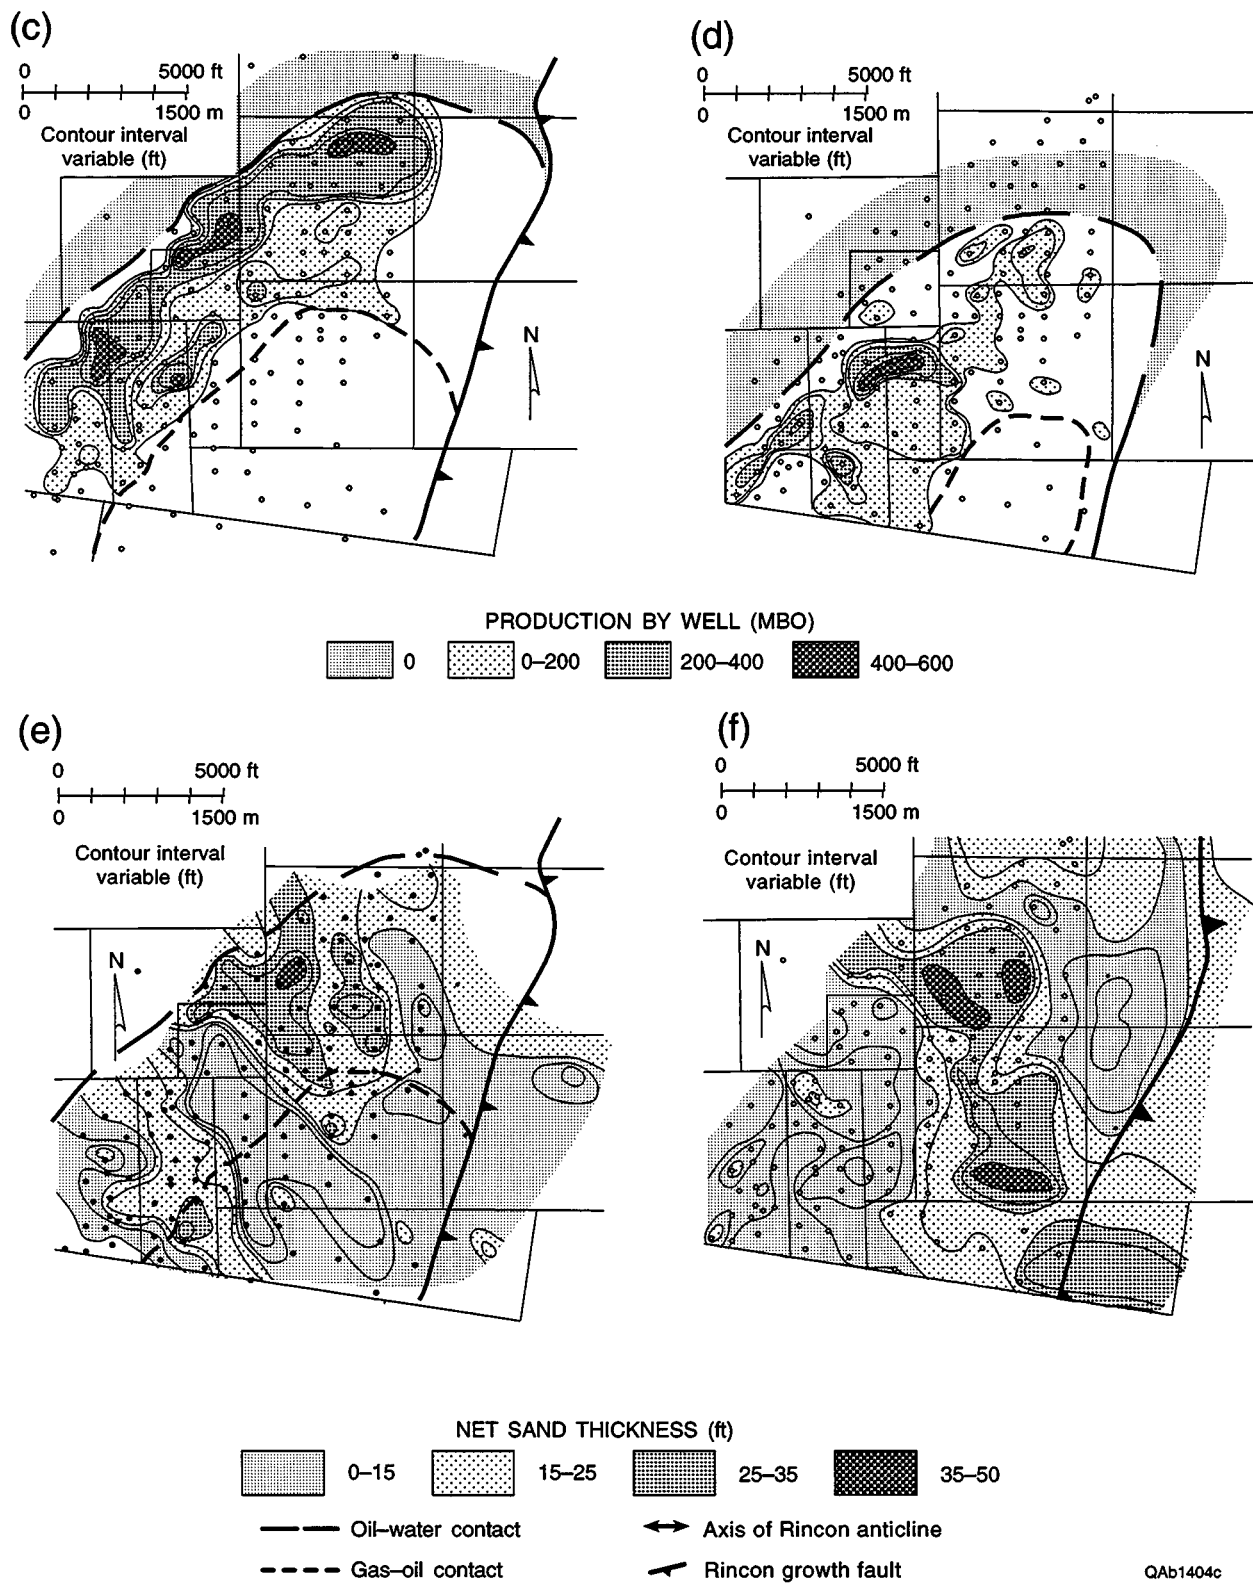 (c)
0 5000 ft
0 1500 m
Contour interval
variable (ft)
N
(d)
0 5000 ft
0 1500 m
Contour interval
variable (ft)
N
PRODUCTION BY WELL (MBO)
0 0–200 200–400 400–600
(e)
0 5000 ft
0 1500 m
Contour interval
variable (ft)
N
(f)
0 5000 ft
0 1500 m
Contour interval
variable (ft)
N
NET SAND THICKNESS (ft)
0–15 15–25 25–35 35–50
Oil–water contact Axis of Rincon anticline
Gas–oil contact Rincon growth fault
QAb1404c